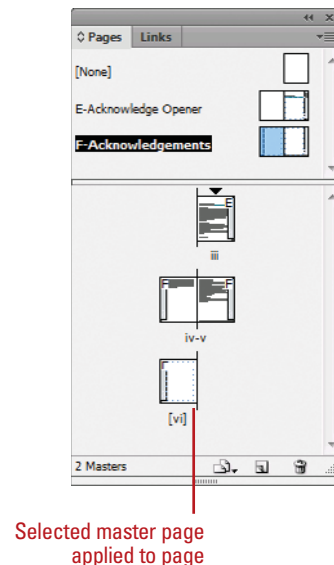 Pages Links
[None]
E-Acknowledge Opener
F-Acknowledgements
E
iii
F F
iv-v
[vi]
2 Masters
Selected master page
applied to page